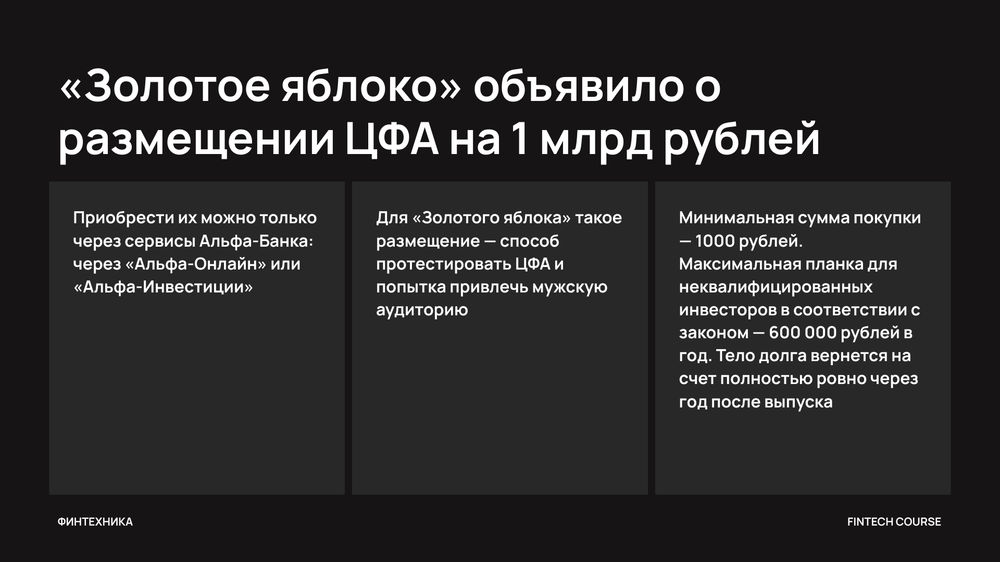 «Золотое яблоко» объявило о
размещении ЦФА на 1 млрд рублей
Приобрести их можно только
через сервисы Альфа-Банка:
через «Альфа-Онлайн» или
«Альфа-Инвестиции»
Для «Золотого яблока» такое
размещение — способ
протестировать ЦФА и
попытка привлечь мужскую
аудиторию
Минимальная сумма покупки
— 1000 рублей.
Максимальная планка для
неквалифицированных
инвесторов в соответствии с
законом — 600 000 рублей в
год. Тело долга вернется на
счет полностью ровно через
год после выпуска
ФИНТЕХНИКА
FINTECH COURSE